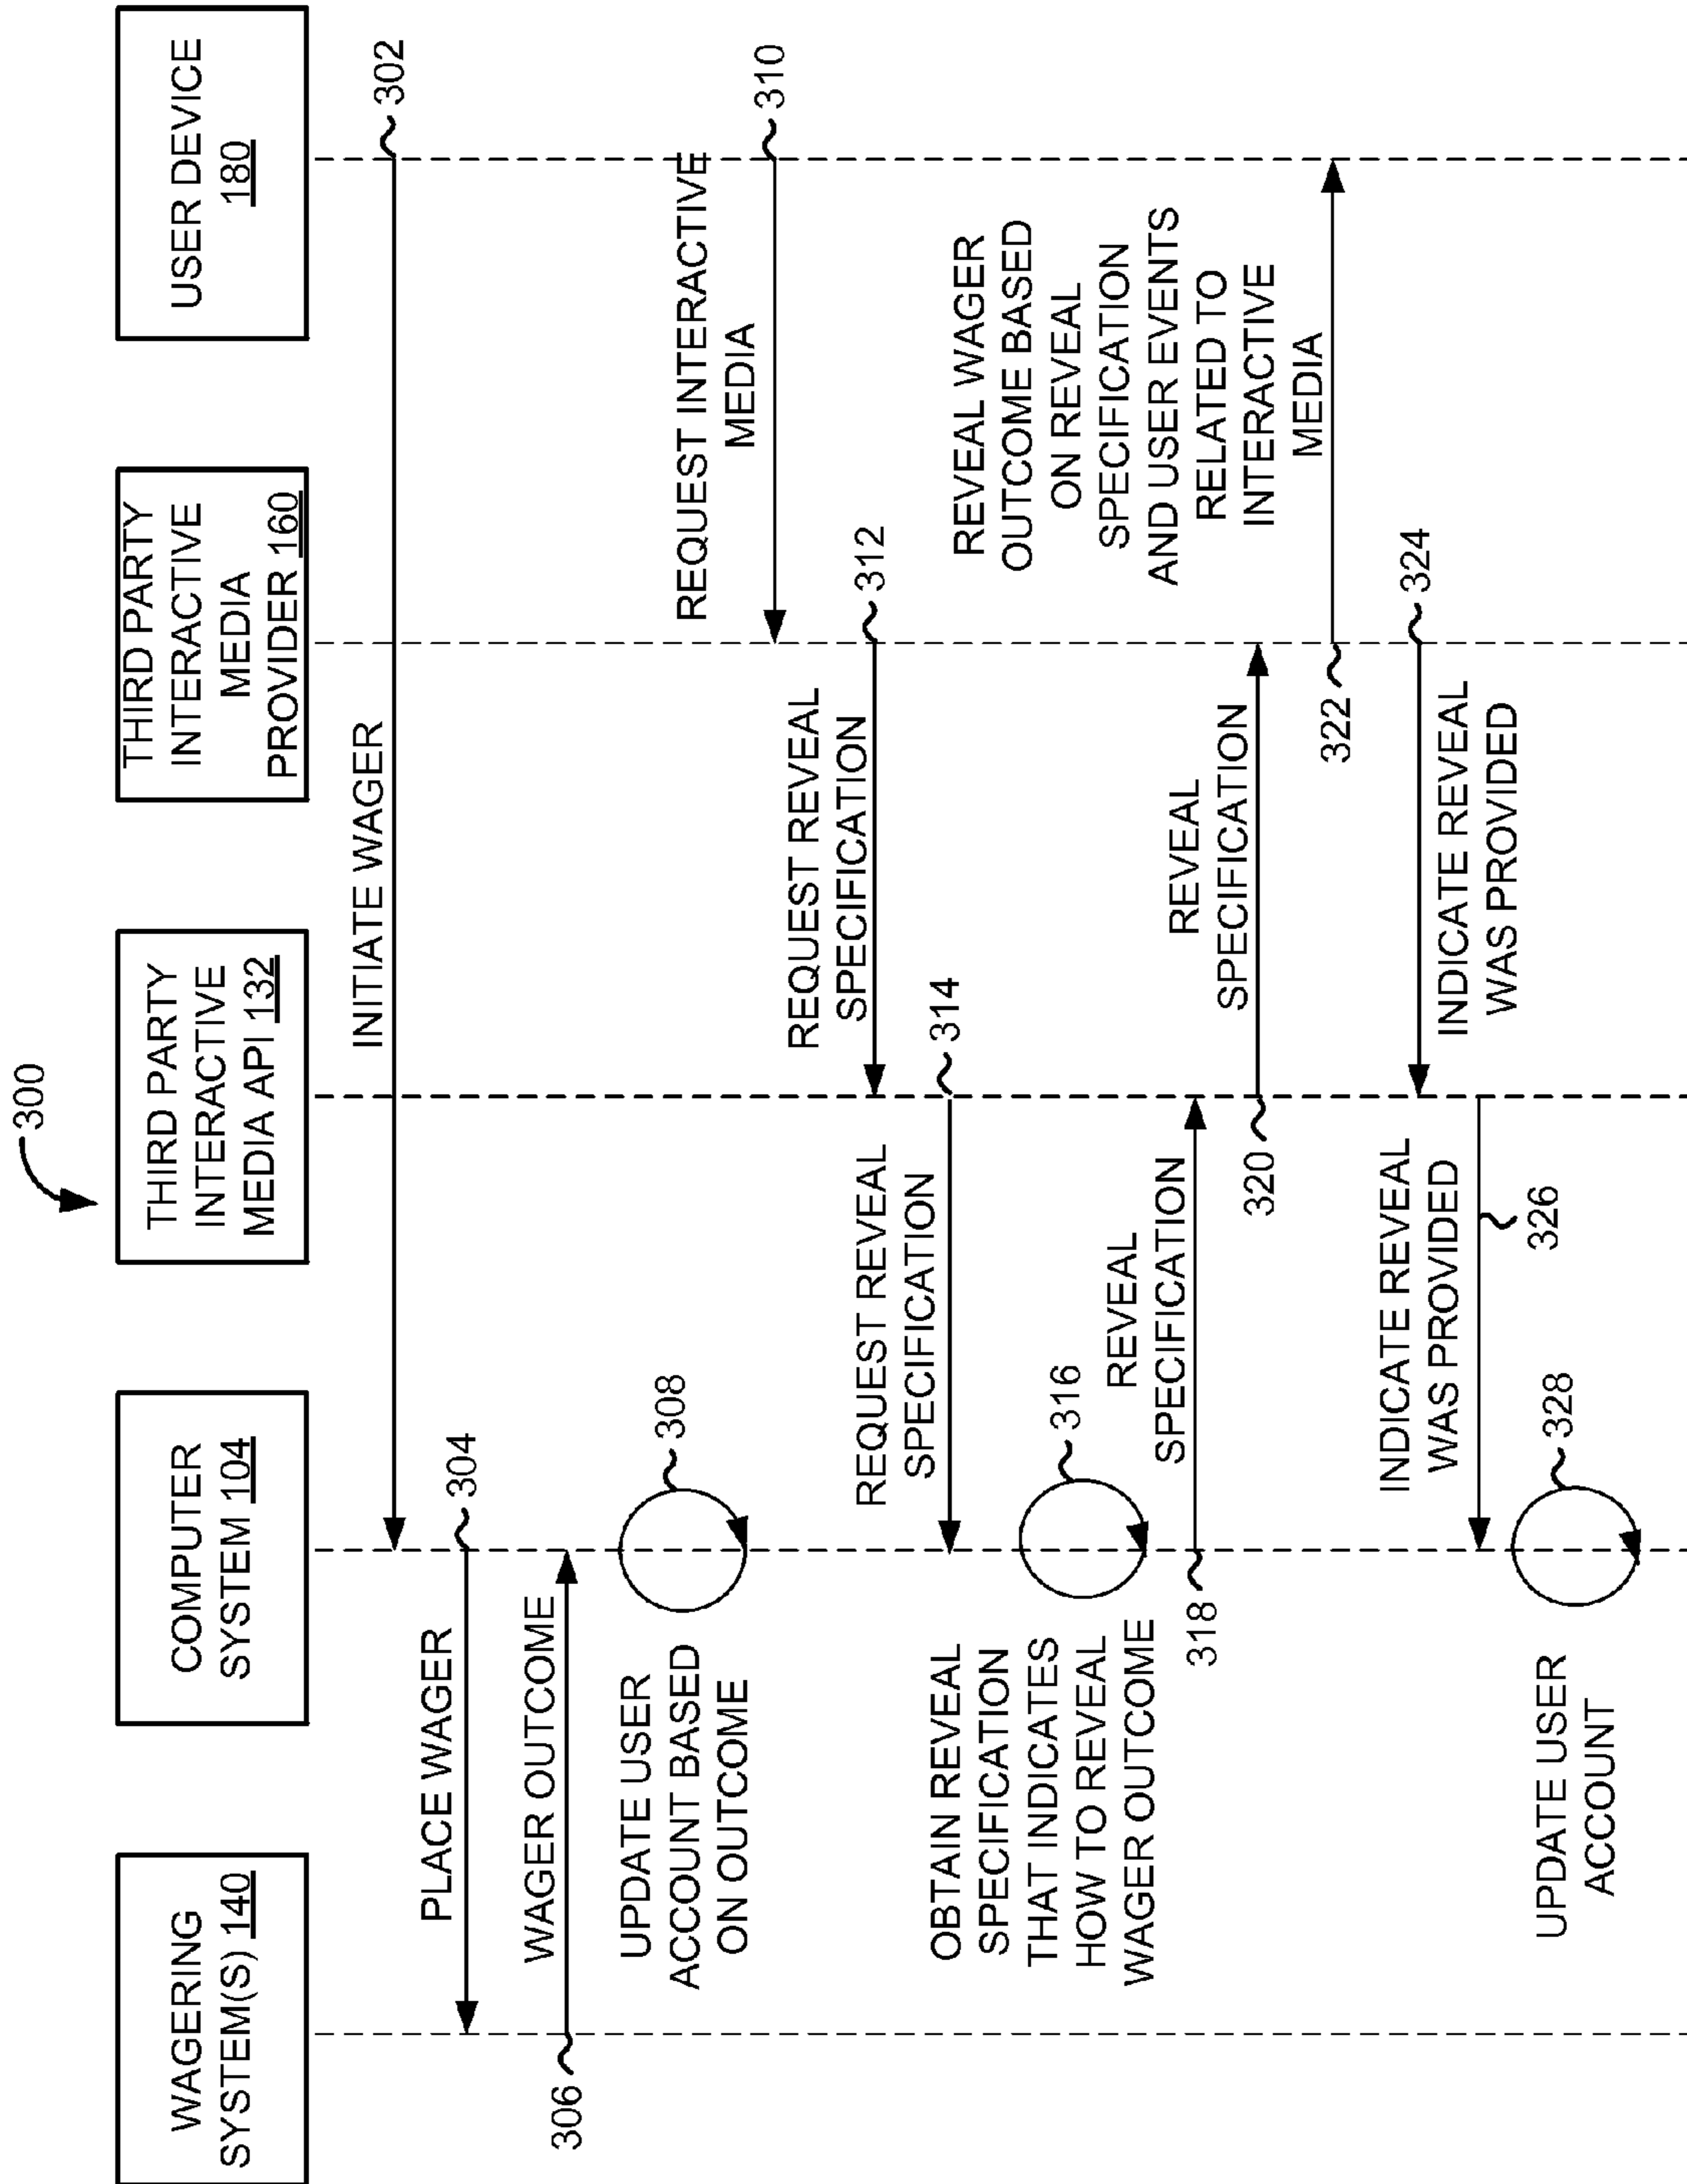 300
WAGERING
SYSTEM(S) 140
COMPUTER
SYSTEM 104
THIRD PARTY
INTERACTIVE
MEDIA API 132
THIRD PARTY
INTERACTIVE
MEDIA
PROVIDER 160
USER DEVICE
180
INITIATE WAGER
302
PLACE WAGER
304
WAGER OUTCOME
306
UPDATE USER
ACCOUNT BASED
ON OUTCOME
308
REQUEST INTERACTIVE
MEDIA
310
REQUEST REVEAL
SPECIFICATION
312
REQUEST REVEAL
SPECIFICATION
314
OBTAIN REVEAL
SPECIFICATION
THAT INDICATES
HOW TO REVEAL
WAGER OUTCOME
316
REVEAL
SPECIFICATION
318
REVEAL
SPECIFICATION
320
REVEAL WAGER
OUTCOME BASED
ON REVEAL
SPECIFICATION
AND USER EVENTS
RELATED TO
INTERACTIVE
MEDIA
322
INDICATE REVEAL
WAS PROVIDED
324
INDICATE REVEAL
WAS PROVIDED
326
UPDATE USER
ACCOUNT
328